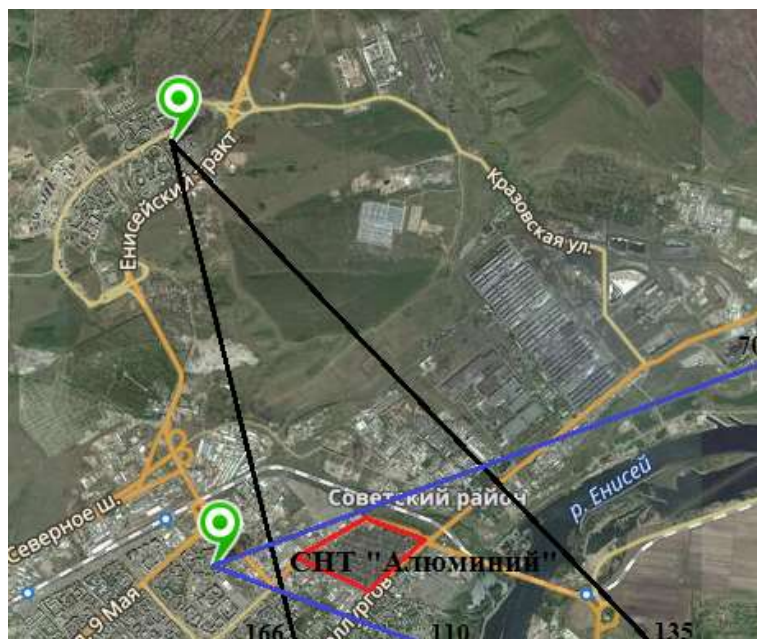 Енисейский тракт
Кразовская ул.
70
Советский район
р. Енисей
Северное ш.
СНТ "Алюминий"
9 Мая
166
110
135